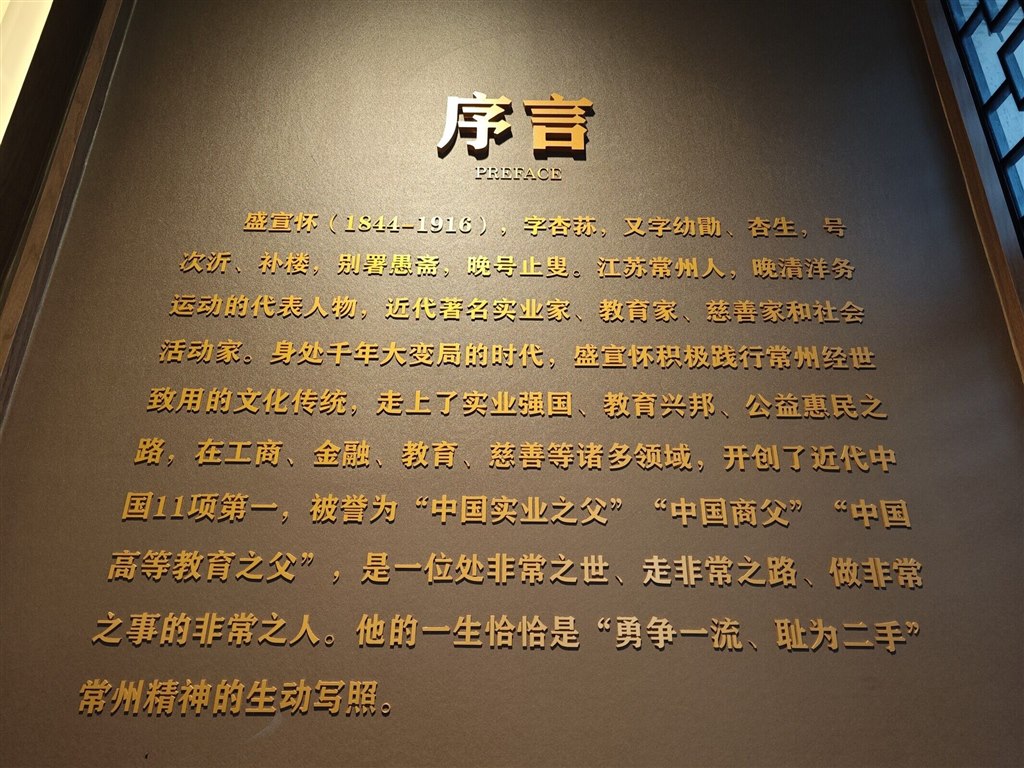 序言
PREFACE
盛宣怀（1844-1916），字杏荪，又字幼勖、杏生，号
次沂、补楼，别署愚斋，晚号止叟。江苏常州人，晚清洋务
运动的代表人物，近代著名实业家、教育家、慈善家和社会
活动家。身处千年大变局的时代，盛宣怀积极践行常州经世
致用的文化传统，走上了实业强国、教育兴邦、公益惠民之
路，在工商、金融、教育、慈善等诸多领域，开创了近代中
国11项第一，被誉为“中国实业之父”“中国商父”“中国
高等教育之父”，是一位处非常之世、走非常之路、做非常
之事的非常之人。他的一生恰恰是“勇争一流、耻为二手”
常州精神的生动写照。